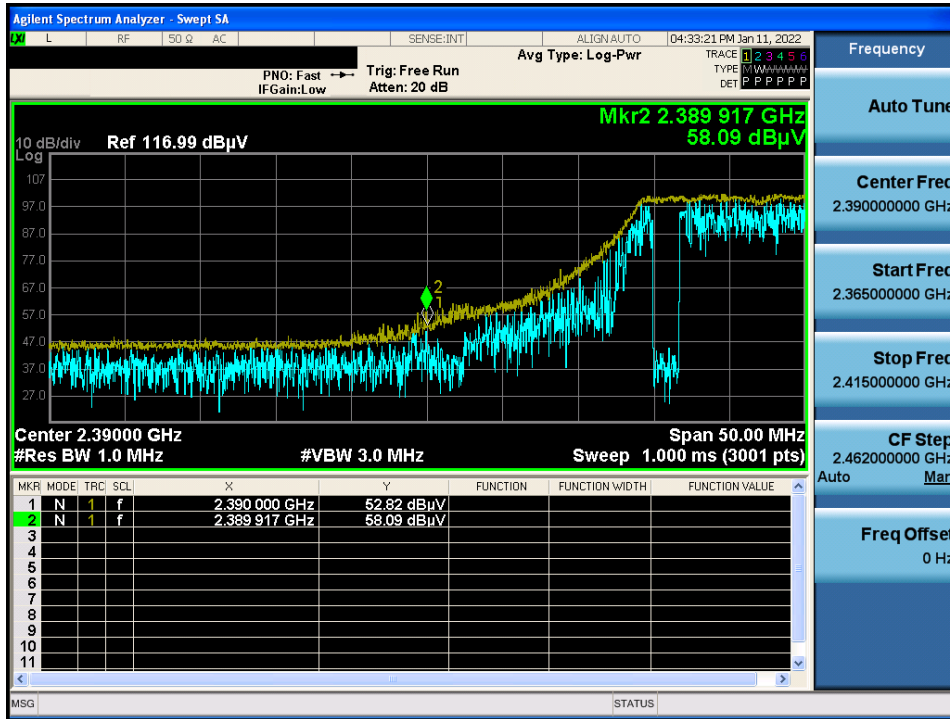 Agilent Spectrum Analyzer - Swept SA
LXI L RF 50 Ω AC SENSE:INT ALIGN AUTO 04:33:21 PM Jan 11, 2022
Frequency
Avg Type: Log-Pwr
TRACE 1 2 3 4 5 6
PNO: Fast Trig: Free Run
TYPE M W W W W W
IFGain:Low Atten: 20 dB
DET P P P P P P
Auto Tune
Mkr2 2.389 917 GHz
58.09 dBµV
10 dB/div Ref 116.99 dBµV
Log
107
97.0
87.0
77.0
67.0
57.0
47.0
37.0
27.0
2
1
Center 2.39000 GHz Span 50.00 MHz
#Res BW 1.0 MHz #VBW 3.0 MHz Sweep 1.000 ms (3001 pts)
Center Freq
2.390000000 GHz
Start Freq
2.365000000 GHz
Stop Freq
2.415000000 GHz
CF Step
2.462000000 GHz
Auto Man
Freq Offset
0 Hz
MKR MODE TRC SCL X Y FUNCTION FUNCTION WIDTH FUNCTION VALUE
1 N 1 f 2.390 000 GHz 52.82 dBµV
2 N 1 f 2.389 917 GHz 58.09 dBµV
3
4
5
6
7
8
9
10
11
MSG STATUS